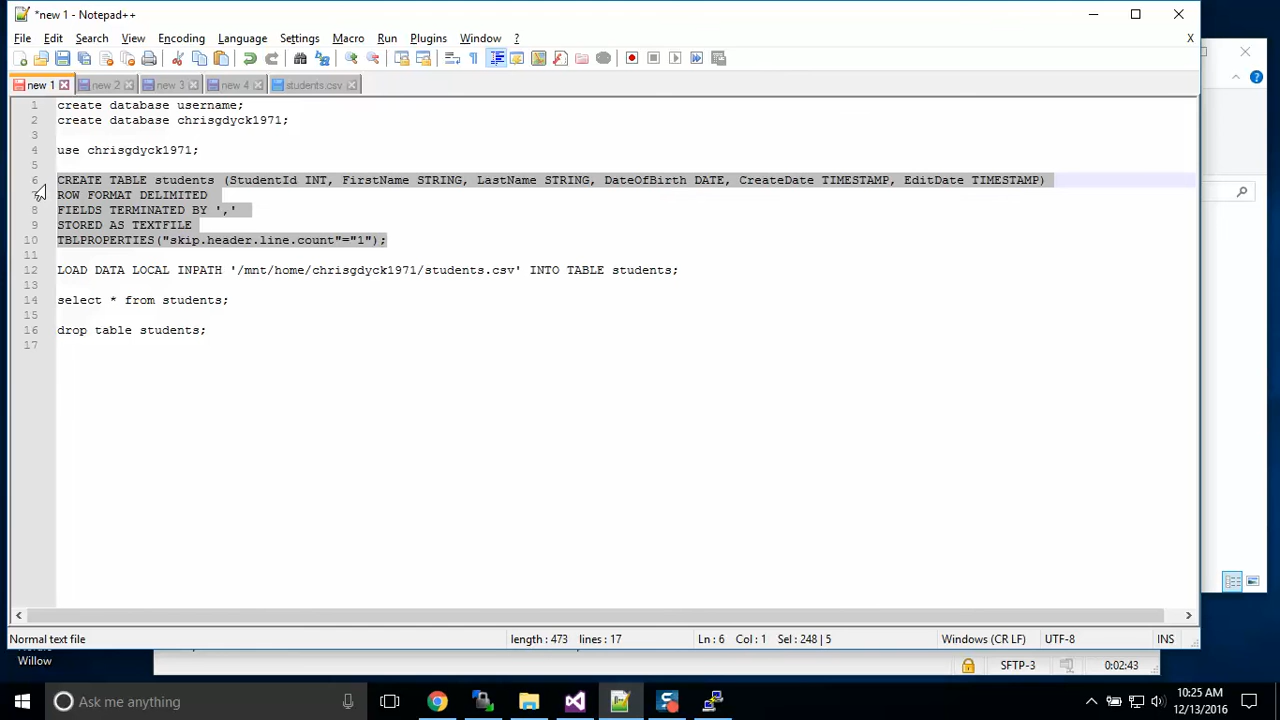 *new 1 - Notepad++
File Edit Search View Encoding Language Settings Macro Run Plugins Window ? X
new 1 new 2 new 3 new 4 students.csv
1 create database username;
2 create database chrisgdyck1971;
3
4 use chrisgdyck1971;
5
6 CREATE TABLE students (StudentId INT, FirstName STRING, LastName STRING, DateOfBirth DATE, CreateDate TIMESTAMP, EditDate TIMESTAMP)
7 ROW FORMAT DELIMITED
8 FIELDS TERMINATED BY ','
9 STORED AS TEXTFILE
10 TBLPROPERTIES("skip.header.line.count"="1");
11
12 LOAD DATA LOCAL INPATH '/mnt/home/chrisgdyck1971/students.csv' INTO TABLE students;
13
14 select * from students;
15
16 drop table students;
17
Normal text file length : 473 lines : 17 Ln : 6 Col : 1 Sel : 248 | 5 Windows (CR LF) UTF-8 INS
Willow SFTP-3 0:02:43
Ask me anything 10:25 AM
12/13/2016